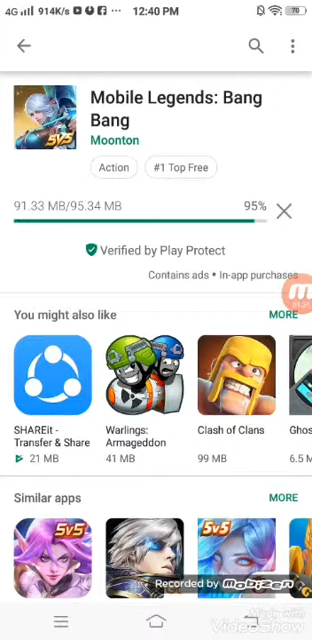 4G 914K/s ... 12:40 PM 70
Mobile Legends: Bang
Bang
Moonton
Action #1 Top Free
91.33 MB/95.34 MB 95%
Verified by Play Protect
Contains ads • In-app purchases
You might also like MORE
SHAREit - Warlings: Clash of Clans Ghos
Transfer & Share Armageddon
21 MB 41 MB 99 MB 6.5 M
Similar apps MORE
5v5 5v5
Recorded by Mobizen
Made with
VideoShow